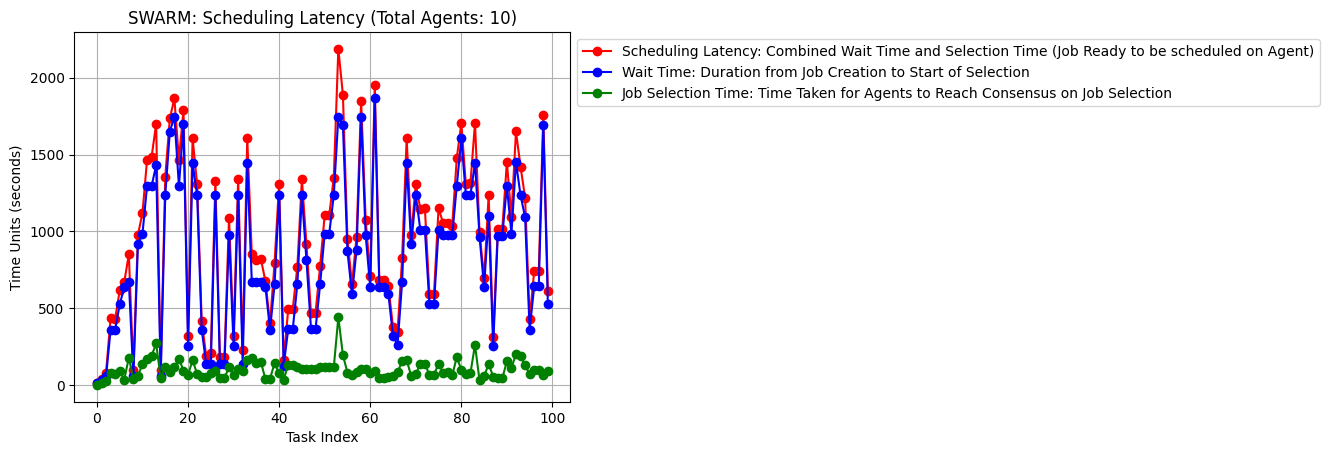 SWARM: Scheduling Latency (Total Agents: 10)
Scheduling Latency: Combined Wait Time and Selection Time (Job Ready to be scheduled on Agent)
Wait Time: Duration from Job Creation to Start of Selection
Job Selection Time: Time Taken for Agents to Reach Consensus on Job Selection
Time Units (seconds)
2000
1500
1000
500
0
0 20 40 60 80 100
Task Index